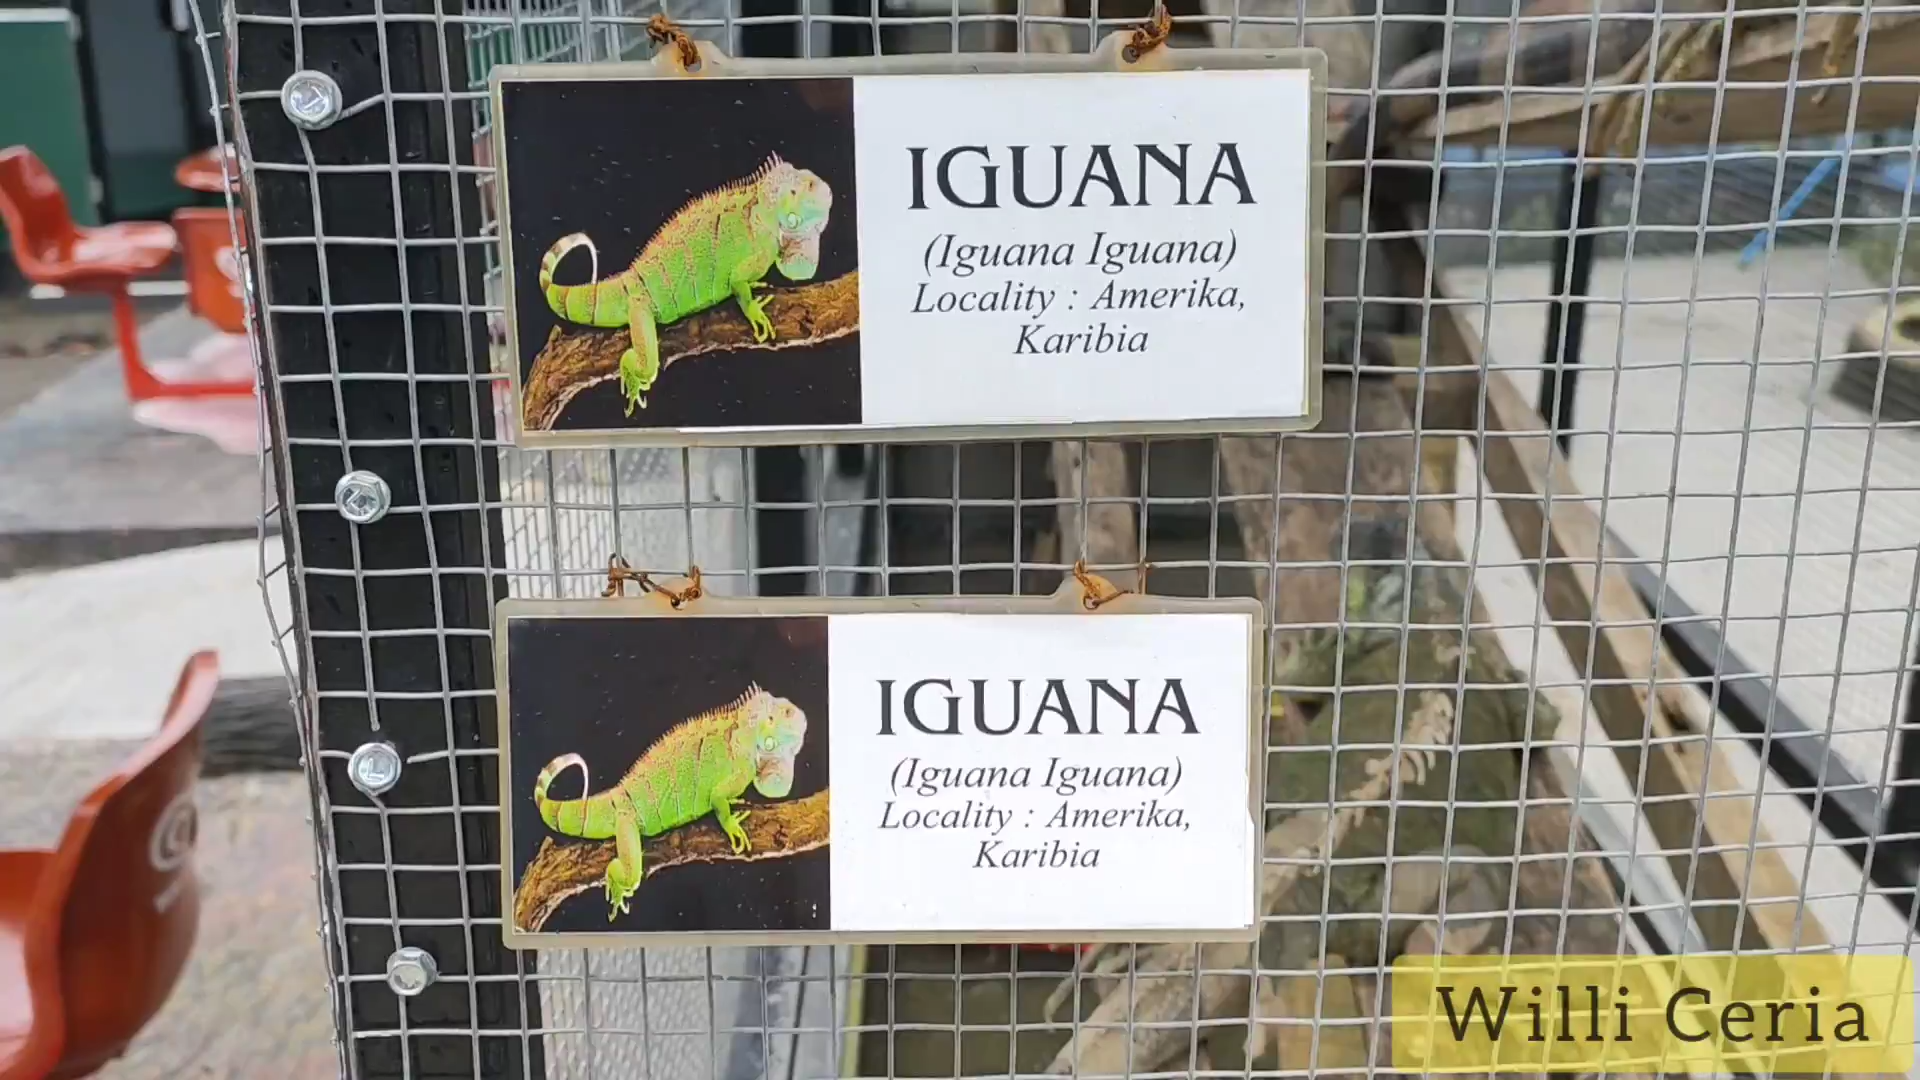 IGUANA
(Iguana Iguana)
Locality : Amerika,
Karibia
IGUANA
(Iguana Iguana)
Locality : Amerika,
Karibia
Willi Ceria